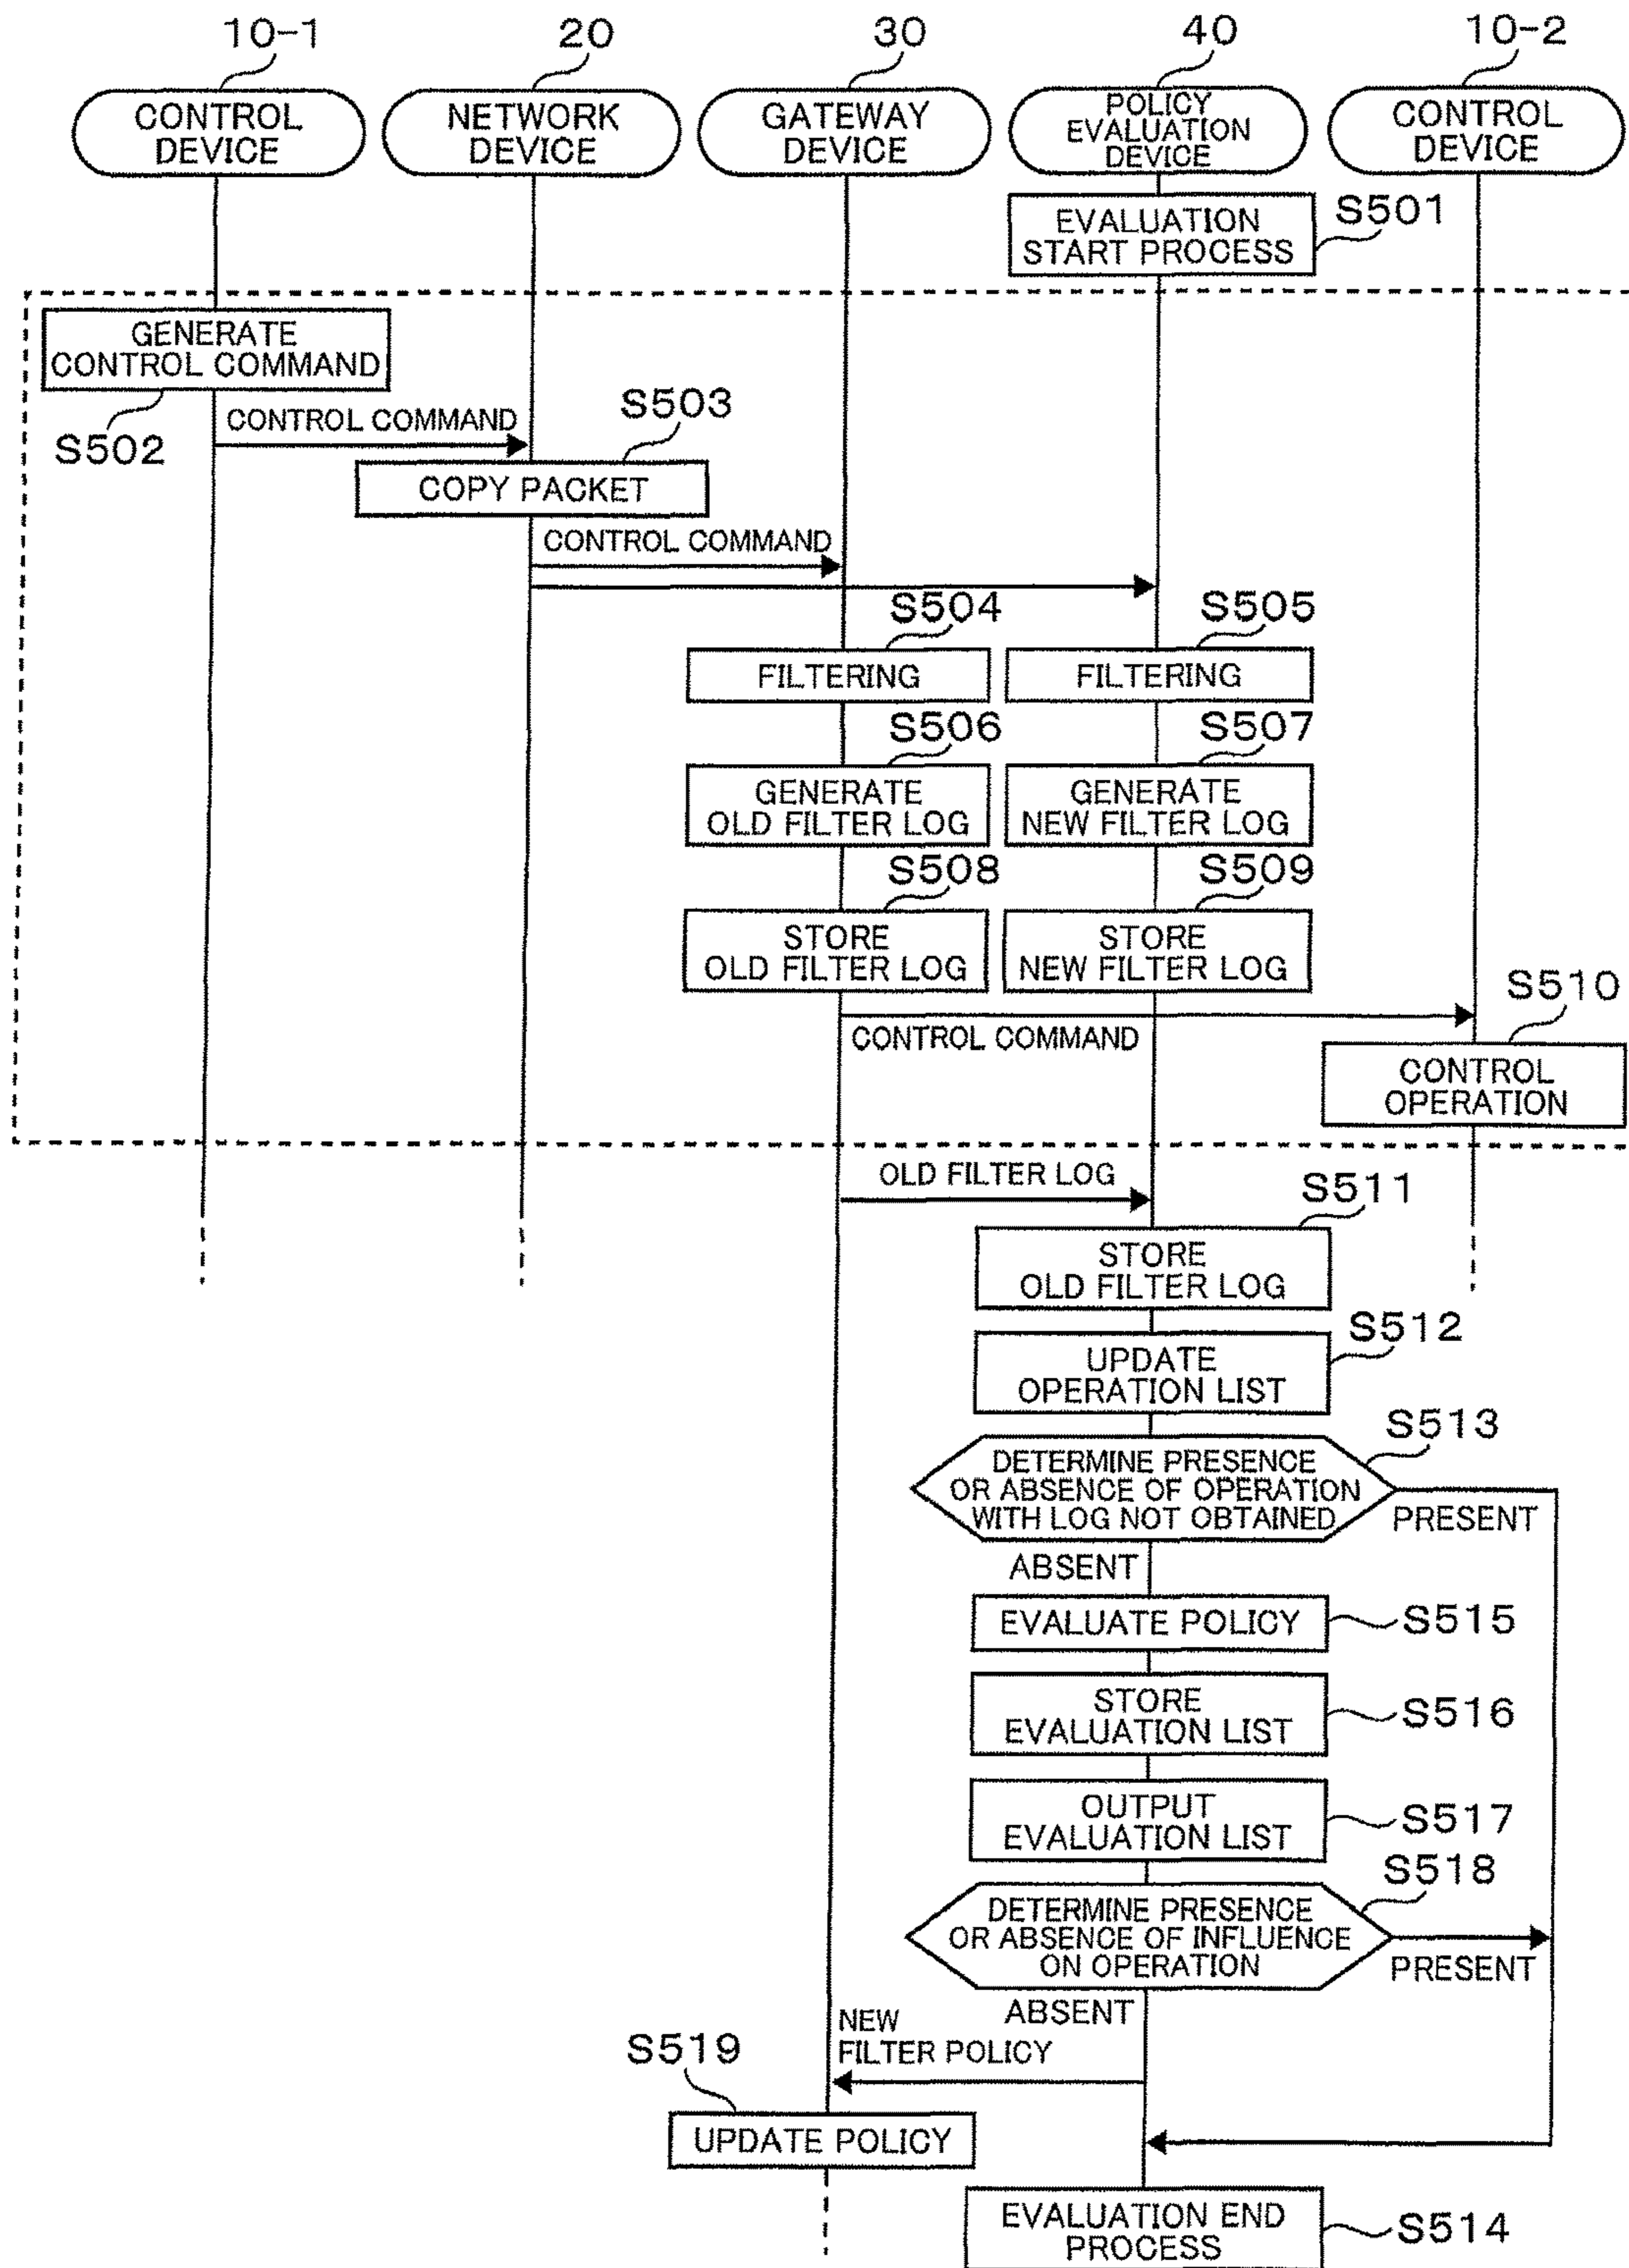 10-1
20
30
40
10-2
CONTROL
DEVICE
NETWORK
DEVICE
GATEWAY
DEVICE
POLICY
EVALUATION
DEVICE
CONTROL
DEVICE
EVALUATION
START PROCESS
S501
GENERATE
CONTROL COMMAND
S502
CONTROL COMMAND
S503
COPY PACKET
CONTROL COMMAND
S504
S505
FILTERING
FILTERING
S506
S507
GENERATE
OLD FILTER LOG
GENERATE
NEW FILTER LOG
S508
S509
STORE
OLD FILTER LOG
STORE
NEW FILTER LOG
CONTROL COMMAND
S510
CONTROL
OPERATION
OLD FILTER LOG
S511
STORE
OLD FILTER LOG
S512
UPDATE
OPERATION LIST
S513
DETERMINE PRESENCE
OR ABSENCE OF OPERATION
WITH LOG NOT OBTAINED
PRESENT
ABSENT
EVALUATE POLICY
S515
STORE
EVALUATION LIST
S516
OUTPUT
EVALUATION LIST
S517
S518
DETERMINE PRESENCE
OR ABSENCE OF INFLUENCE
ON OPERATION
PRESENT
ABSENT
NEW
FILTER POLICY
S519
UPDATE POLICY
EVALUATION END
PROCESS
S514